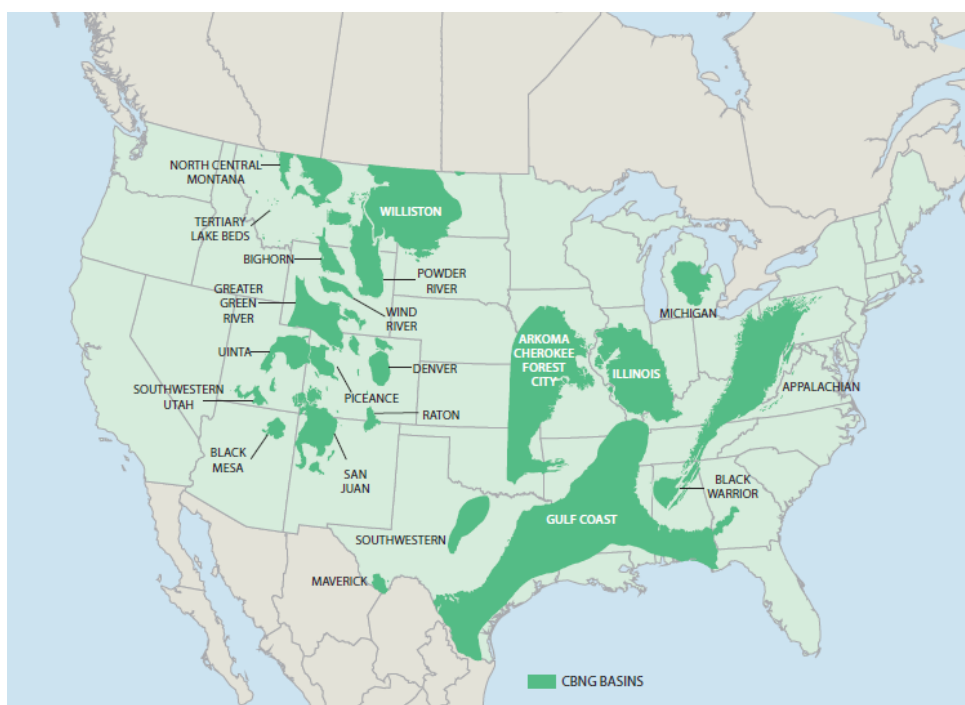 NORTH CENTRAL
MONTANA
WILLISTON
TERTIARY
LAKE BEDS
BIGHORN
POWDER
RIVER
GREATER
GREEN
RIVER
WIND
RIVER
MICHIGAN
ARKOMA
CHEROKEE
FOREST
CITY
ILLINOIS
UINTA
DENVER
APPALACHIAN
SOUTHWESTERN
UTAH
PICEANCE
RATON
BLACK
MESA
SAN
JUAN
BLACK
WARRIOR
GULF COAST
SOUTHWESTERN
MAVERICK
CBNG BASINS